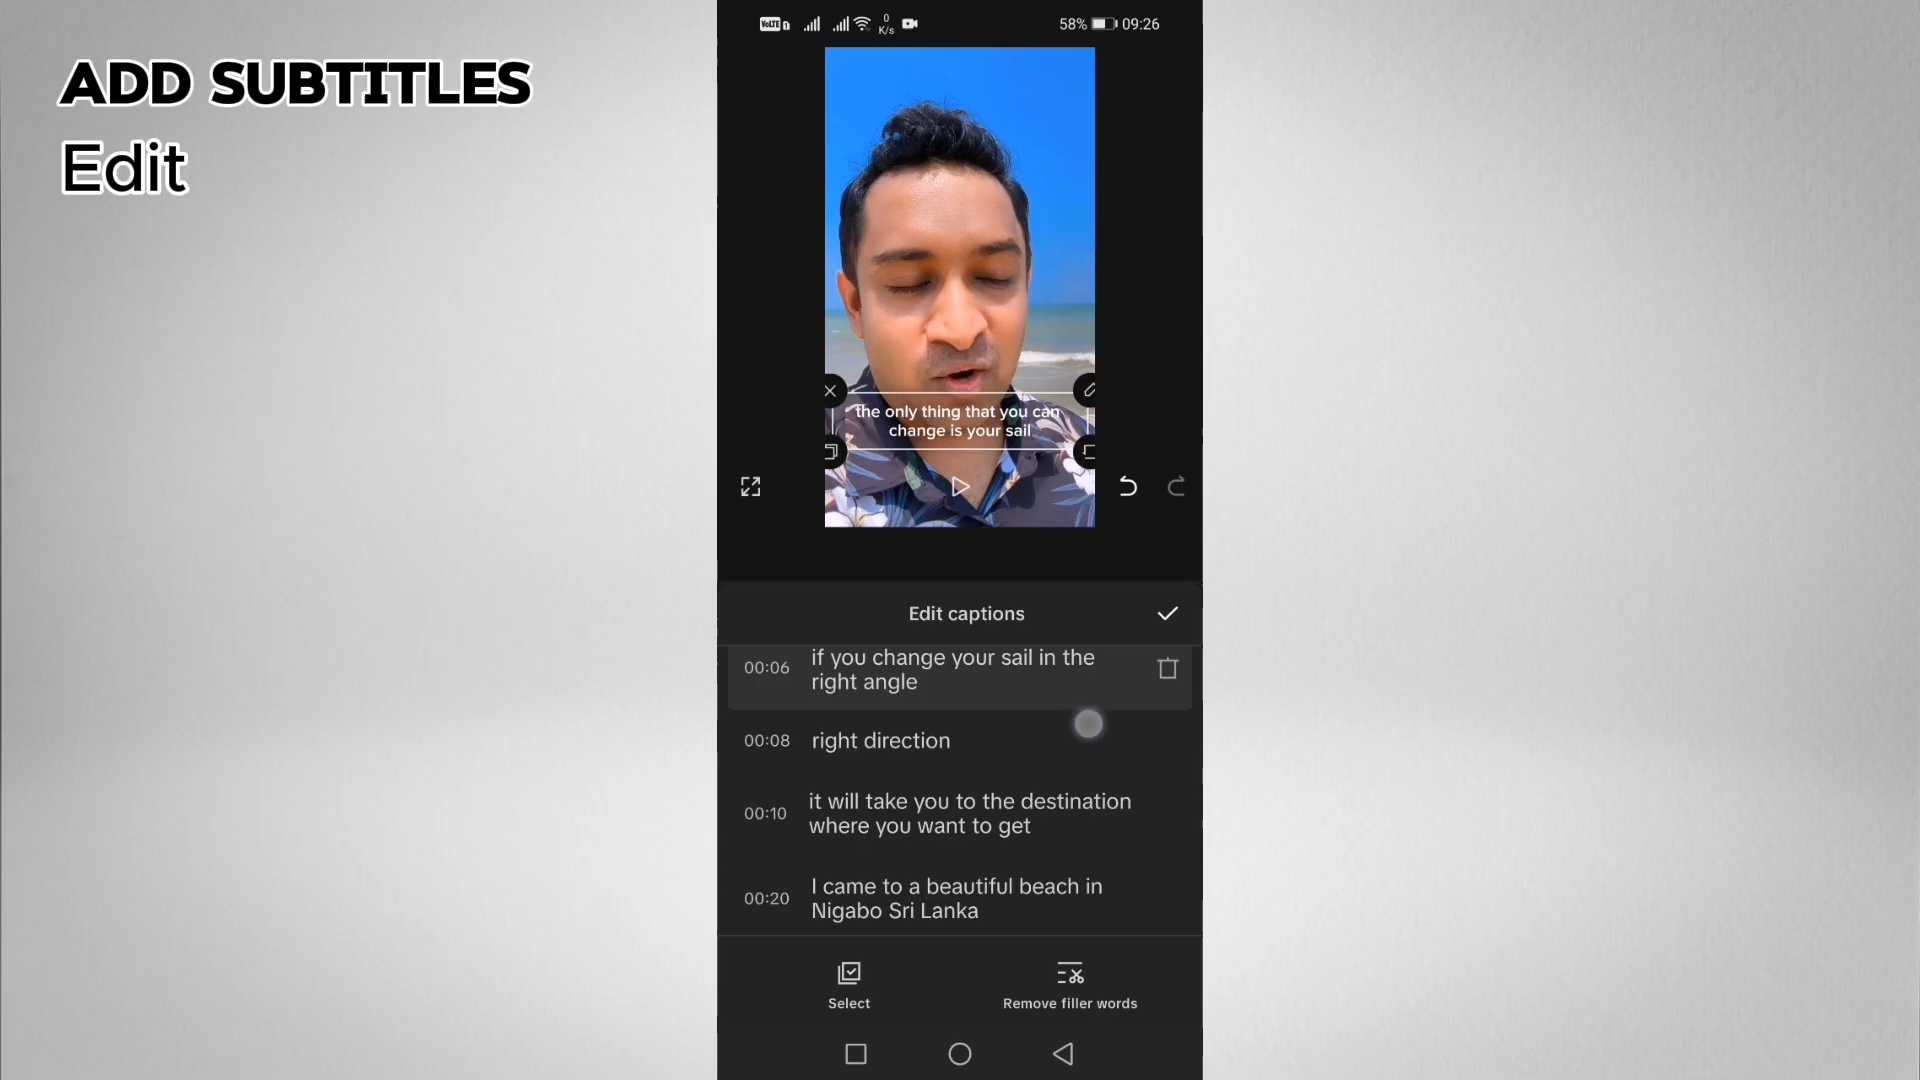 ADD SUBTITLES
Edit
VoLTE 0 K/s 58% 09:26
the only thing that you can
change is your sail
Edit captions
00:06 if you change your sail in the
right angle
00:08 right direction
00:10 it will take you to the destination
where you want to get
00:20 I came to a beautiful beach in
Nigabo Sri Lanka
Select Remove filler words